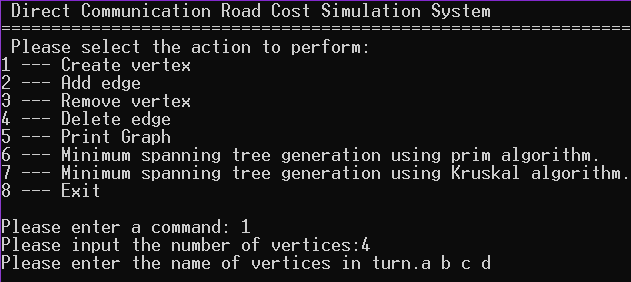 Direct Communication Road Cost Simulation System
===============================================================
Please select the action to perform:
1 --- Create vertex
2 --- Add edge
3 --- Remove vertex
4 --- Delete edge
5 --- Print Graph
6 --- Minimum spanning tree generation using prim algorithm.
7 --- Minimum spanning tree generation using Kruskal algorithm.
8 --- Exit
Please enter a command: 1
Please input the number of vertices:4
Please enter the name of vertices in turn.a b c d